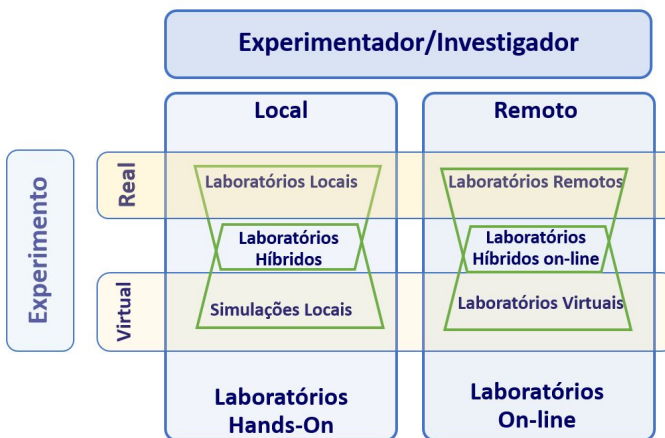 Experimentador/Investigador
Local
Remoto
Experimento
Real
Laboratórios Locais
Laboratórios Remotos
Laboratórios
Híbridos
Laboratórios
Híbridos on-line
Virtual
Simulações Locais
Laboratórios Virtuais
Laboratórios
Hands-On
Laboratórios
On-line